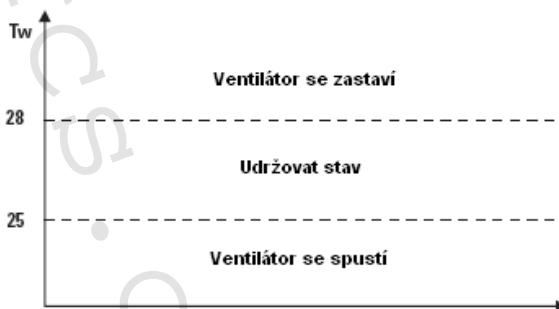 Tw
Ventilátor se zastaví
28
Udržovat stav
25
Ventilátor se spustí